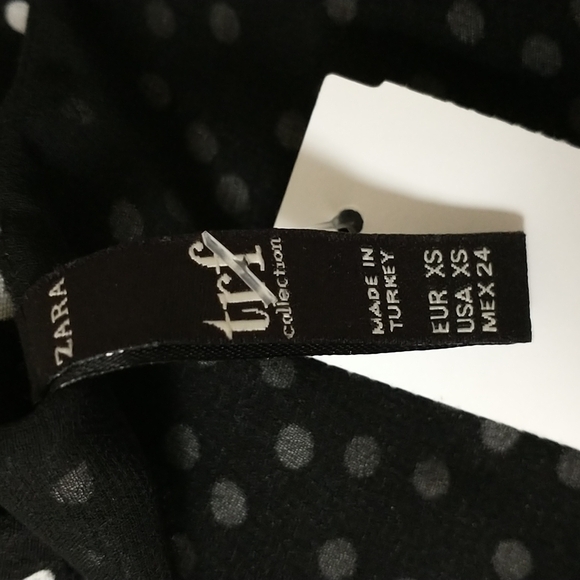 ZARA
trf
collection
MADE IN
TURKEY
EUR XS
USA XS
MEX 24